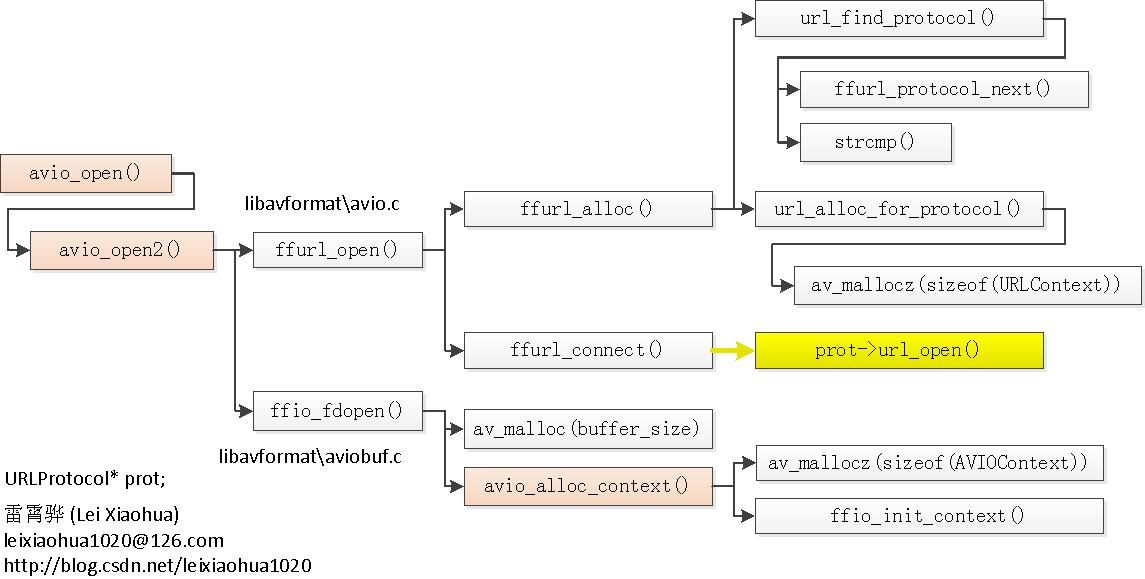 avio_open()
avio_open2()
libavformat\avio.c
ffurl_open()
ffurl_alloc()
url_find_protocol()
ffurl_protocol_next()
strcmp()
url_alloc_for_protocol()
av_mallocz(sizeof(URLContext))
ffurl_connect()
prot->url_open()
ffio_fdopen()
libavformat\aviobuf.c
av_malloc(buffer_size)
avio_alloc_context()
av_mallocz(sizeof(AVIOContext))
ffio_init_context()
URLProtocol* prot;
雷霄骅 (Lei Xiaohua)
leixiaohua1020@126.com
http://blog.csdn.net/leixiaohua1020